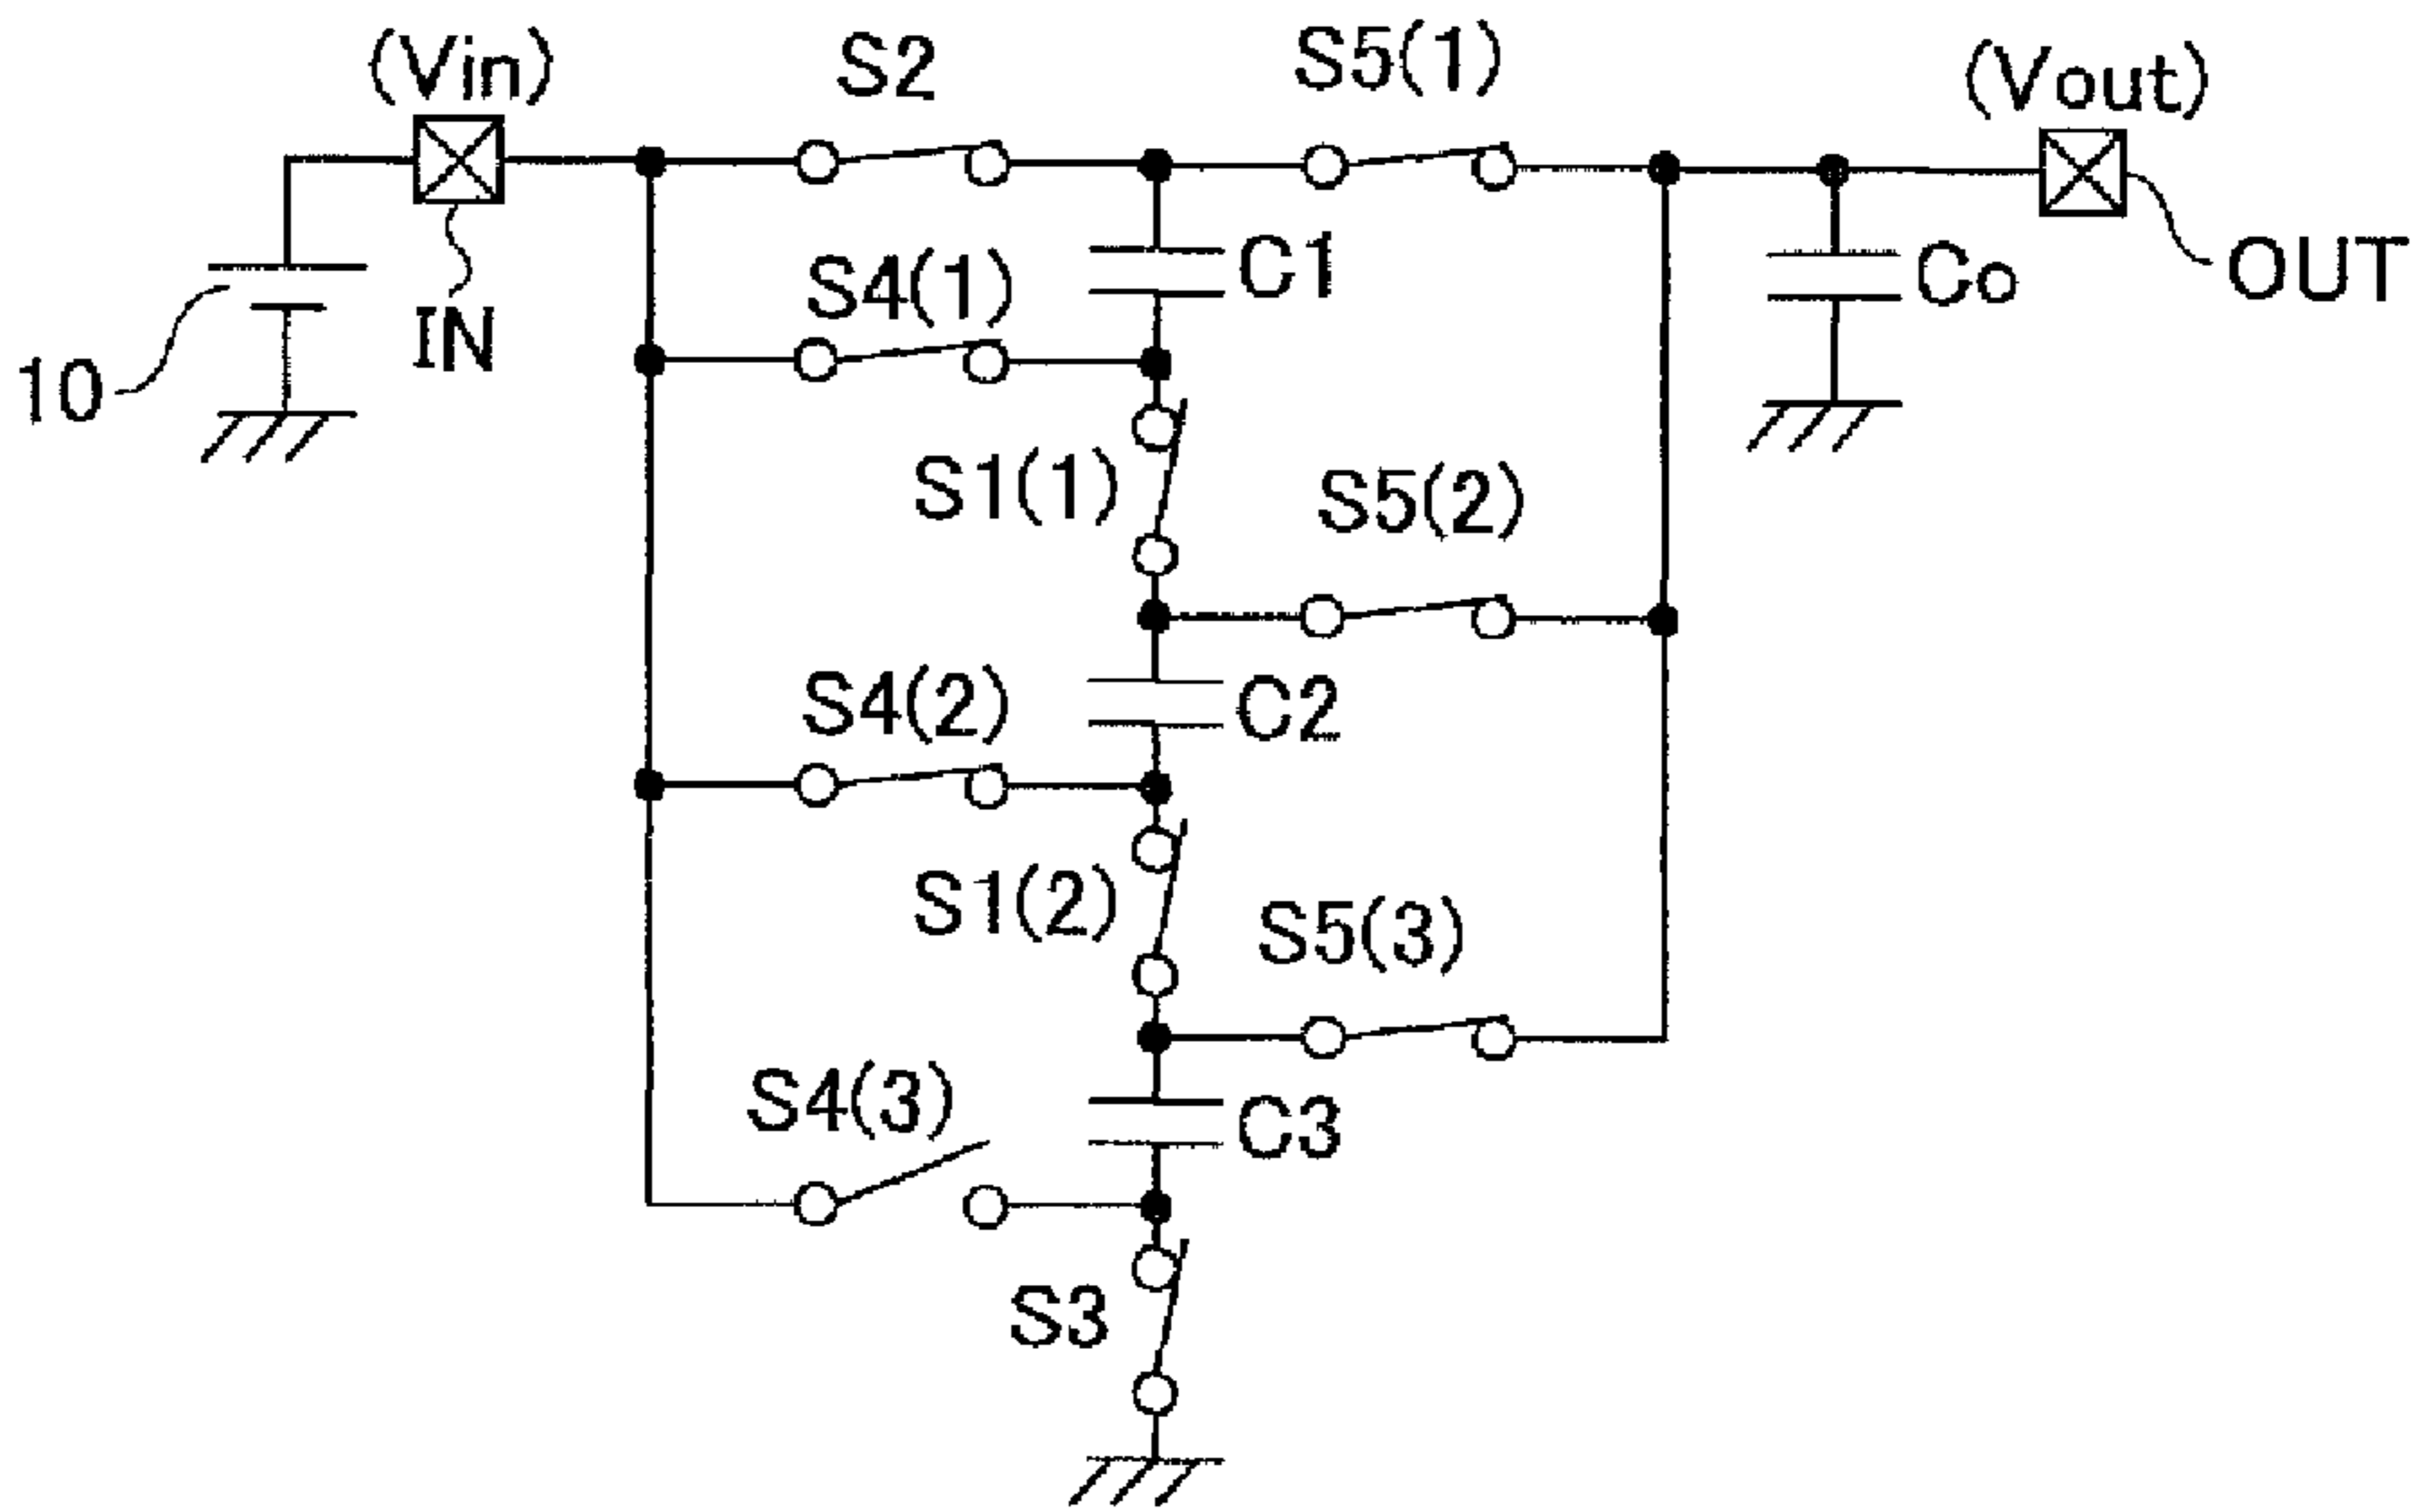 (Vin)
S2
S5(1)
(Vout)
10
IN
S4(1)
C1
Co
OUT
S1(1)
S5(2)
S4(2)
C2
S1(2)
S5(3)
S4(3)
C3
S3